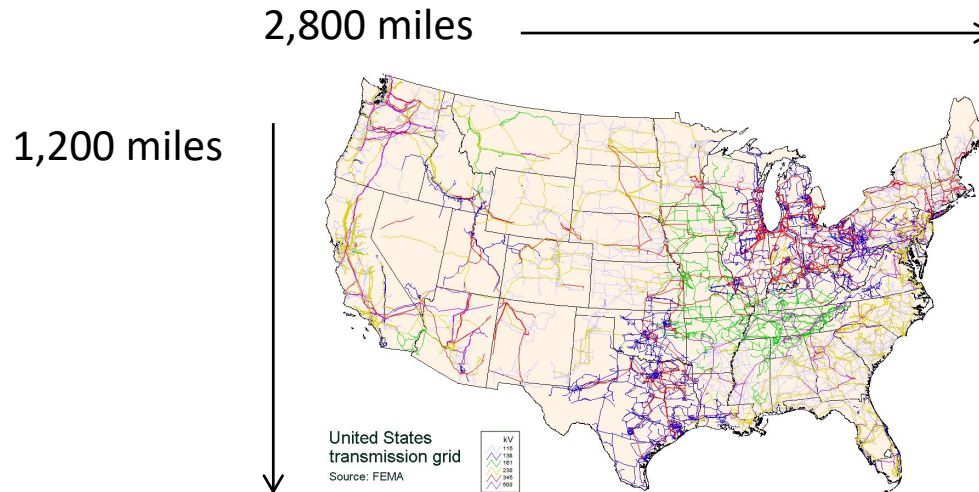 2,800 miles
1,200 miles
United States
transmission grid
Source: FEMA
kV
115
138
161
230
345
500